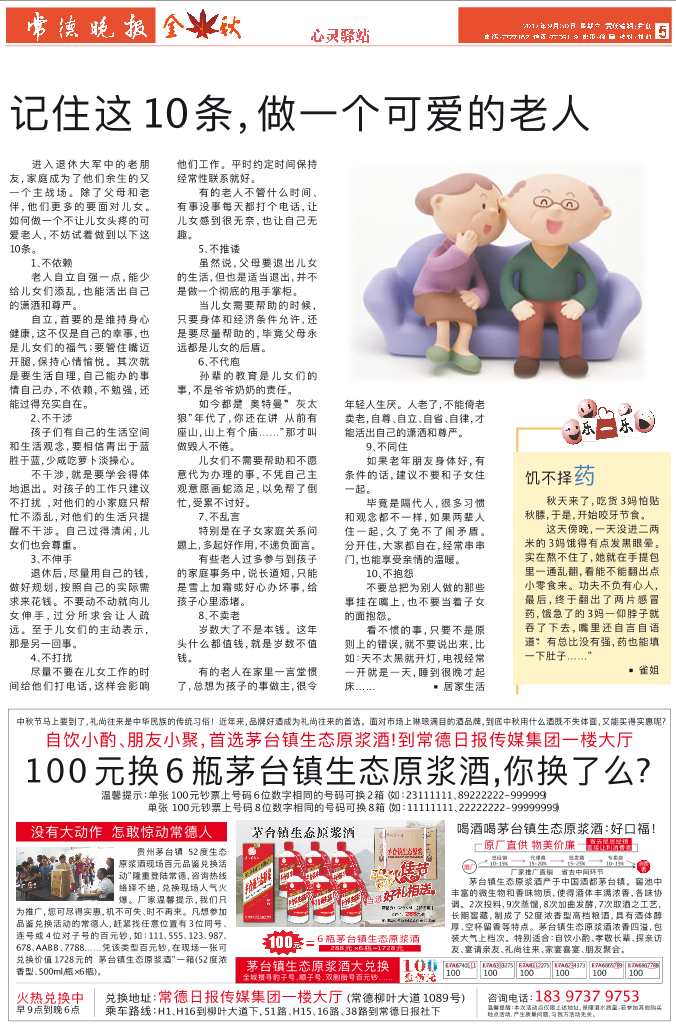 常德晚报
金秋
心灵驿站
5
记住这10条,做一个可爱的老人
进入退休大军中的老朋
友,家庭成为了他们余生的又
一个主战场。除了父母和老
伴,他们更多的要面对儿女。
如何做一个不让儿女头疼的可
爱老人,不妨试着做到以下这
10条。
1、不依赖
老人自立自强一点,能少
给儿女们添乱,也能活出自己
的潇洒和尊严。
自立,首要的是维持身心
健康,这不仅是自己的幸事,也
是儿女们的福气;要管住嘴迈
开腿,保持心情愉悦。其次就
是要生活自理,自己能办的事
情自己办,不依赖,不勉强,还
能过得充实自在。
2、不干涉
孩子们有自己的生活空间
和生活观念,要相信青出于蓝
胜于蓝,少咸吃萝卜淡操心。
不干涉,就是要学会得体
地退出。对孩子的工作只建议
不打扰 ,对他们的小家庭只帮
忙不添乱,对他们的生活只提
醒不干涉。自己过得清闲,儿
女们也会尊重。
3、不伸手
退休后,尽量用自己的钱,
做好规划,按照自己的实际需
求来花钱。不要动不动就向儿
女伸手,过分所求会让人疏
远。至于儿女们的主动表示,
那是另一回事。
4、不打扰
尽量不要在儿女工作的时
间给他们打电话,这样会影响
他们工作。平时约定时间保持
经常性联系就好。
有的老人不管什么时间、
有事没事每天都打个电话,让
儿女感到很无奈,也让自己无
趣。
5、不推诿
虽然说,父母要退出儿女
的生活,但也是适当退出,并不
是做一个彻底的甩手掌柜。
当儿女需要帮助的时候,
只要身体和经济条件允许,还
是要尽量帮助的,毕竟父母永
远都是儿女的后盾。
6、不代庖
孙辈的教育是儿女们的
事,不是爷爷奶奶的责任。
如今都是 奥特曼" 灰太
狼"年代了,你还在讲 从前有
座山,山上有个庙……"那才叫
做毁人不倦。
儿女们不需要帮助和不愿
意代为办理的事,不凭自己主
观意愿画蛇添足,以免帮了倒
忙,受累不讨好。
7、不乱言
特别是在子女家庭关系问
题上,多起好作用,不递负面言。
有些老人过多参与到孩子
的家庭事务中,说长道短,只能
是雪上加霜或好心办坏事,给
孩子心里添堵。
8、不卖老
岁数大了不是本钱。这年
头什么都值钱,就是岁数不值
钱。
有的老人在家里一言堂惯
了,总想为孩子的事做主,很令
年轻人生厌。人老了,不能倚老
卖老,自尊、自立、自省、自律,才
能活出自己的潇洒和尊严。
9、不同住
如果老年朋友身体好,有
条件的话,建议不要和子女住
一起。
毕竟是隔代人,很多习惯
和观念都不一样,如果两辈人
住一起,久了免不了闹矛盾。
分开住,大家都自在,经常串串
门,也能享受亲情的温暖。
10、不抱怨
不要总把为别人做的那些
事挂在嘴上,也不要当着子女
的面抱怨。
看不惯的事,只要不是原
则上的错误,就不要说出来,比
如:天不太黑就开灯,电视经常
一开就是一天,睡到很晚才起
床……
▪ 居家生活
乐一乐
饥不择药
秋天来了,吃货3妈怕贴
秋膘,于是,开始咬牙节食。
这天傍晚,一天没进二两
米的3妈饿得有点发黑眼晕。
实在熬不住了,她就在手提包
里一通乱翻,看能不能翻出点
小零食来。功夫不负有心人,
最后,终于翻出了两片感冒
药,饿急了的3妈一仰脖子就
吞了下去,嘴里还自言自语
道: 有总比没有强,药也能填
一下肚子……"
▪ 雀姐
中秋节马上要到了,礼尚往来是中华民族的传统习俗！近年来,品牌好酒成为礼尚往来的首选。面对市场上琳琅满目的酒品牌,到底中秋用什么酒既不失体面,又能买得实惠呢?
自饮小酌、朋友小聚,首选茅台镇生态原浆酒!到常德日报传媒集团一楼大厅
100元换6瓶茅台镇生态原浆酒,你换了么?
温馨提示:单张100元钞票上号码6位数字相同的号码可换2箱 (如:23111111、89222222-999999)
单张100元钞票上号码8位数字相同的号码可换8箱 (如:11111111、22222222-99999999)
没有大动作 怎敢惊动常德人
贵州茅台镇 52度生态
原浆酒现场百元品鉴兑换活
动"隆重登陆常德,咨询热线
络绎不绝,兑换现场人气火
爆。厂家温馨提示,我们只
为推广,您可尽得实惠,机不可失、时不再来。凡想参加
品鉴兑换活动的常德人,赶紧找任意位置有3位同号、
连号或4位对子号的百元钞,如:111、555、123、987、
678、AABB、7788……凭该类型百元钞,在现场一张可
兑换价值1728元的 茅台镇生态原浆酒"一箱(52度浓
香型、500ml/瓶×6瓶)。
茅台镇生态原浆酒
好礼相送
100元=6瓶茅台镇生态原浆酒
288元×6瓶=1728元
茅台镇生态原浆酒大兑换
全城搜寻豹子号、顺子号、双胞胎号百元钞……
喝酒喝茅台镇生态原浆酒:好口福！
原厂直供 物美价廉
厂家推广直销 省去中间环节
茅台镇生态原浆酒产于中国酒都茅台镇。窖池中
丰富的微生物和香味物质,使得酒体丰满浓香,各味协
调。2次投料,9次蒸馏,8次加曲发酵,7次取酒之工艺,
长期窖藏,制成了52度浓香型高档粮酒,具有酒体醇
厚、空杯留香等特点。茅台镇生态原浆酒浓香四溢,包
装大气上档次。特别适合:自饮小酌、孝敬长辈、探亲访
友、宴请亲友、礼尚往来、家宴喜宴、朋友聚会。
火热兑换中
早9点到晚6点
兑换地址:常德日报传媒集团一楼大厅 (常德柳叶大道1089号)
乘车路线:H1、H16到柳叶大道下,51路、H15、16路、38路到常德日报社下
咨询电话:183 9737 9753